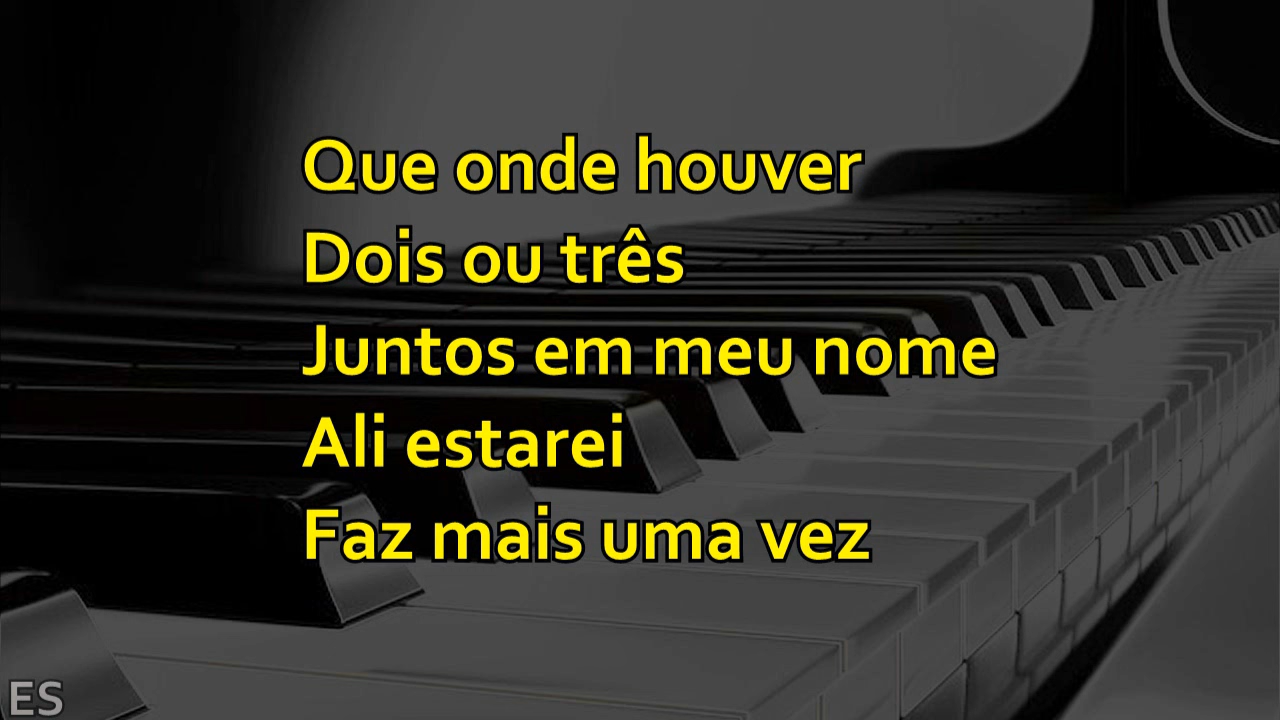 Que onde houver
Dois ou três
Juntos em meu nome
Ali estarei
Faz mais uma vez
ES